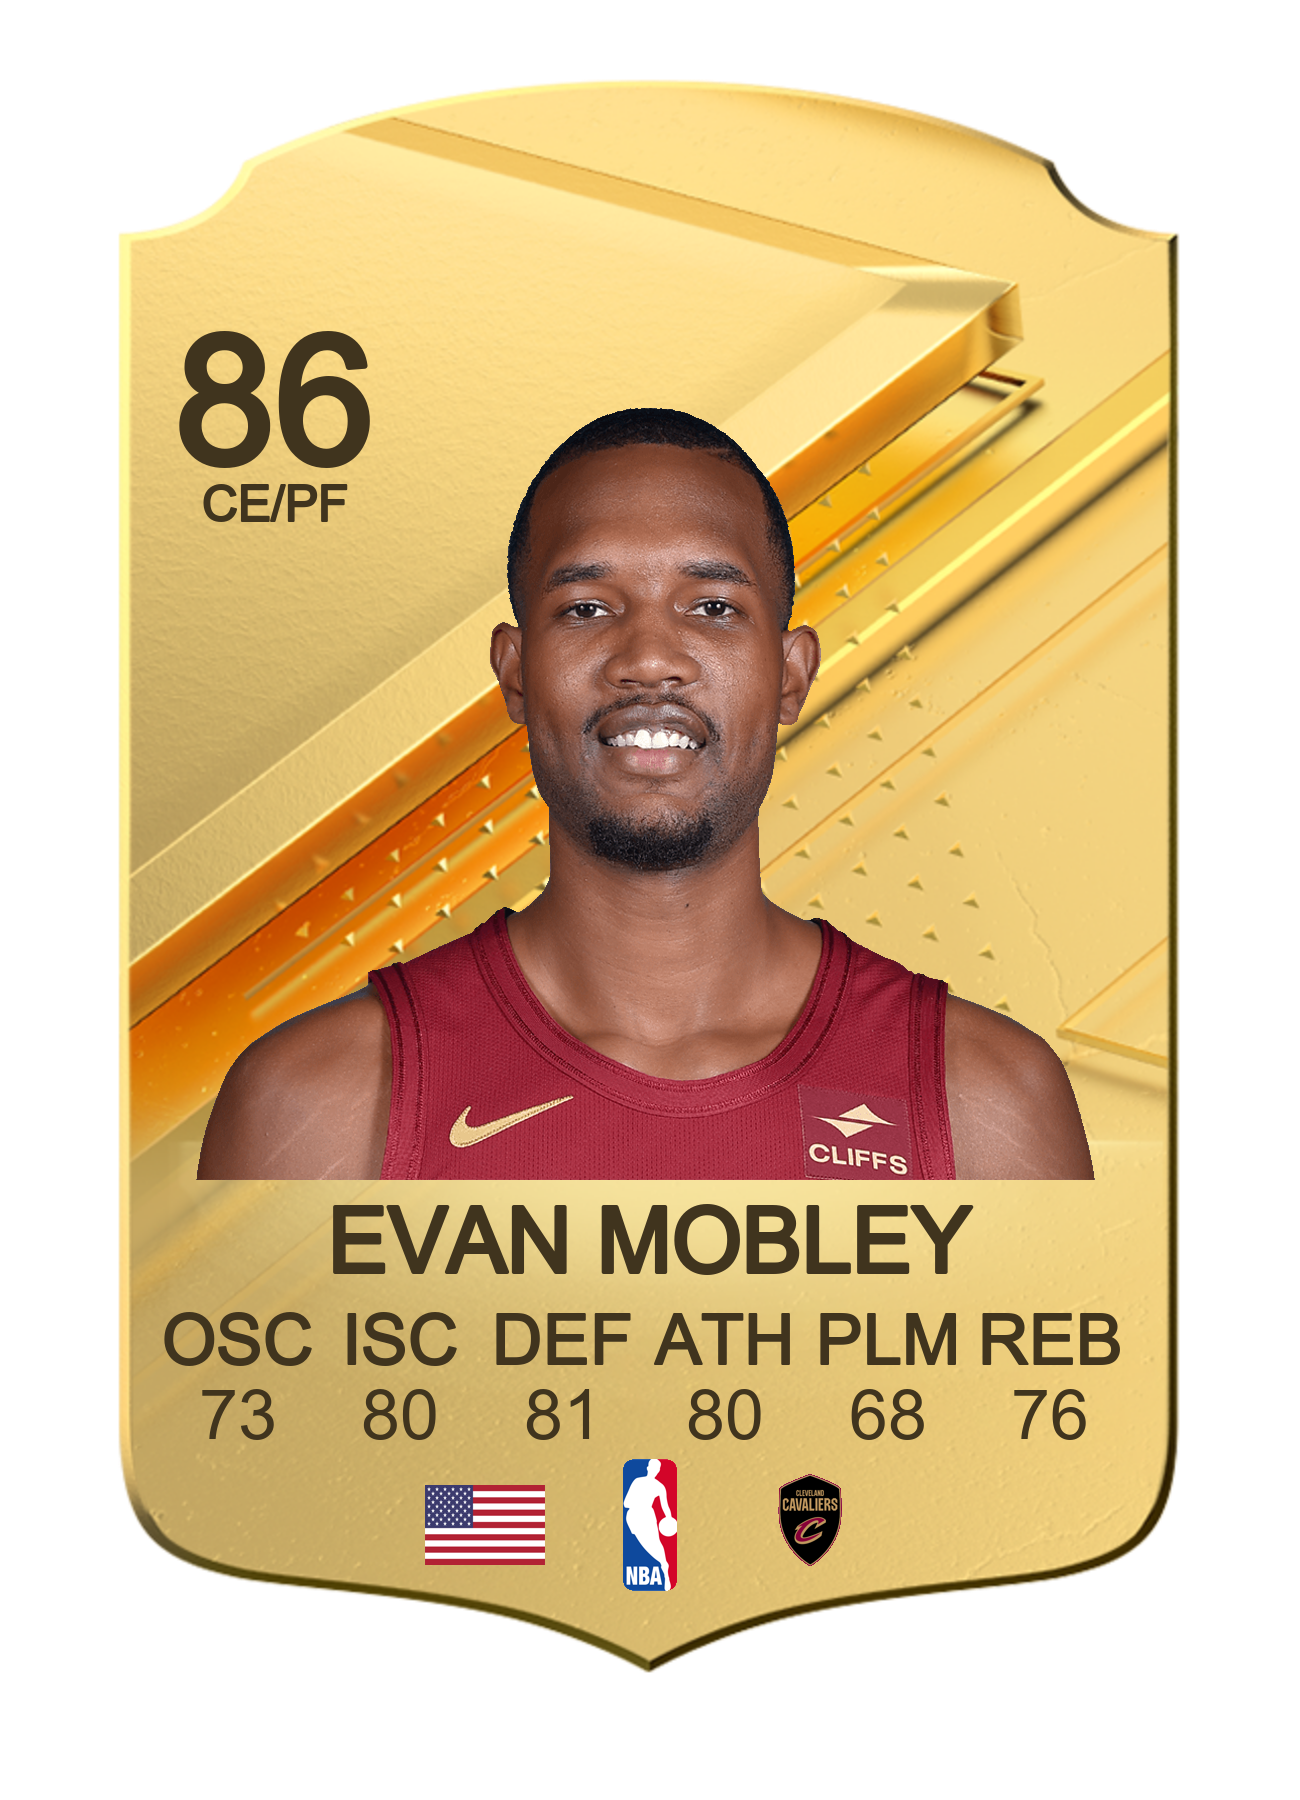 86
CE/PF
CLIFFS
EVAN MOBLEY
OSC ISC DEF ATH PLM REB
73 80 81 80 68 76
NBA
CLEVELAND
CAVALIERS
C